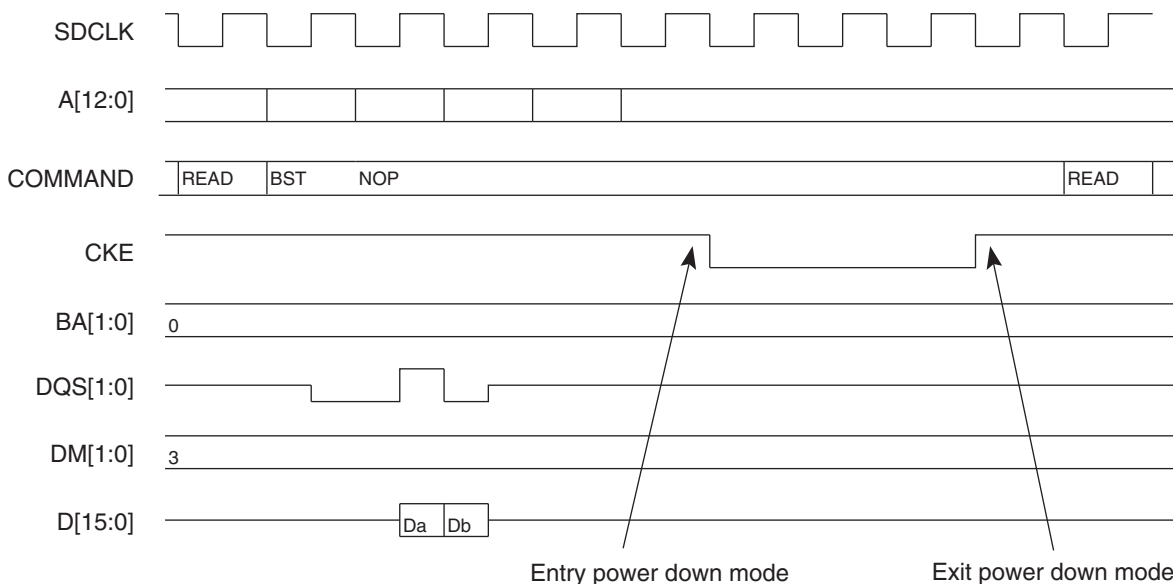 SDCLK
A[12:0]
COMMAND READ BST NOP READ
CKE
BA[1:0] 0
DQS[1:0]
DM[1:0] 3
D[15:0] Da Db
Entry power down mode Exit power down mode